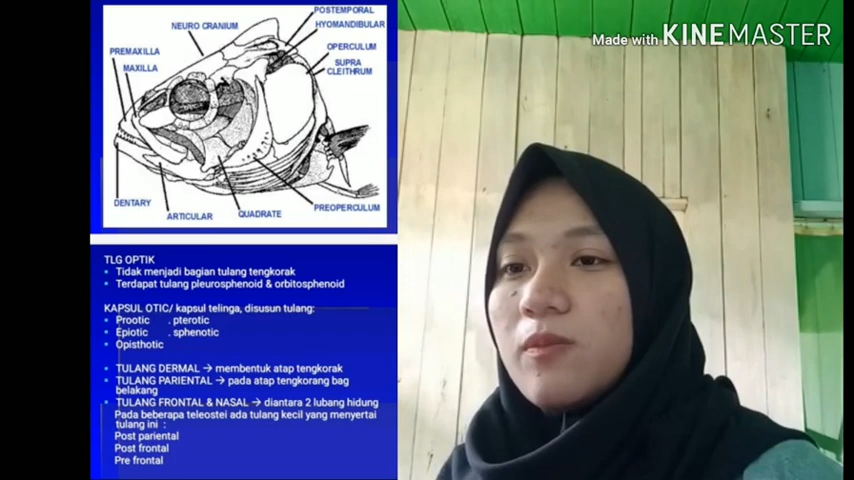 Made with KINEMASTER
POSTEMPORAL
NEURO CRANIUM
HYOMANDIBULAR
OPERCULUM
PREMAXILLA
SUPRA
CLEITHRUM
MAXILLA
DENTARY
ARTICULAR
QUADRATE
PREOPERCULUM
TLG OPTIK
• Tidak menjadi bagian tulang tengkorak
• Terdapat tulang pleurosphenoid & orbitosphenoid
KAPSUL OTIC/ kapsul telinga, disusun tulang:
• Prootic . pterotic
• Epiotic . sphenotic
• Opisthotic
• TULANG DERMAL → membentuk atap tengkorak
• TULANG PARIENTAL → pada atap tengkorang bag
belakang
• TULANG FRONTAL & NASAL → diantara 2 lubang hidung
Pada beberapa teleostei ada tulang kecil yang menyertai
tulang ini :
Post pariental
Post frontal
Pre frontal